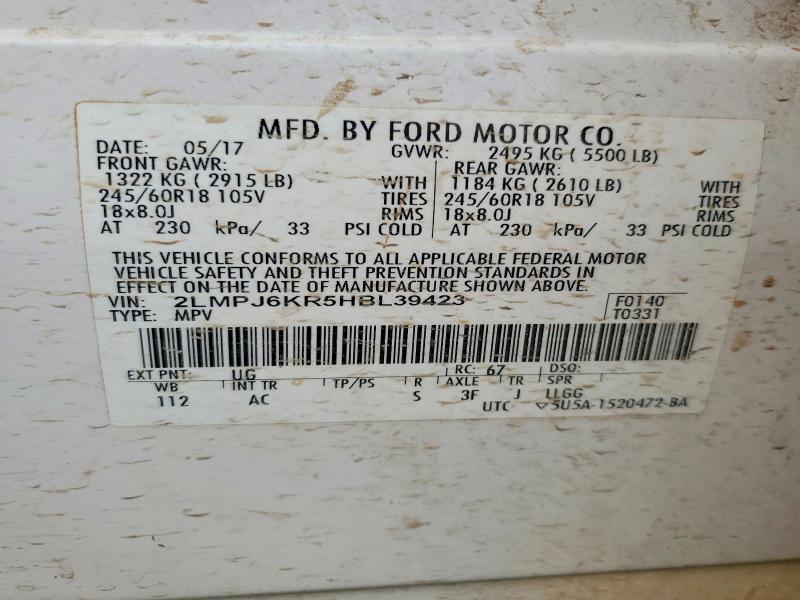 MFD. BY FORD MOTOR CO.
DATE: 05/17 GVWR: 2495 KG ( 5500 LB)
FRONT GAWR: REAR GAWR:
1322 KG ( 2915 LB) WITH 1184 KG ( 2610 LB) WITH
245/60R18 105V TIRES 245/60R18 105V TIRES
18x8.0J RIMS 18x8.0J RIMS
AT 230 kPa/ 33 PSI COLD AT 230 kPa/ 33 PSI COLD
THIS VEHICLE CONFORMS TO ALL APPLICABLE FEDERAL MOTOR
VEHICLE SAFETY AND THEFT PREVENTION STANDARDS IN
EFFECT ON THE DATE OF MANUFACTURE SHOWN ABOVE.
VIN: 2LMPJ6KR5HBL39423 F0140
TYPE: MPV T0331
EXT PNT: UG RC: 67 DSO:
WB INT TR TP/PS R AXLE TR SPR
112 AC S 3F J LLGG
UTC 5U5A-1520472-BA